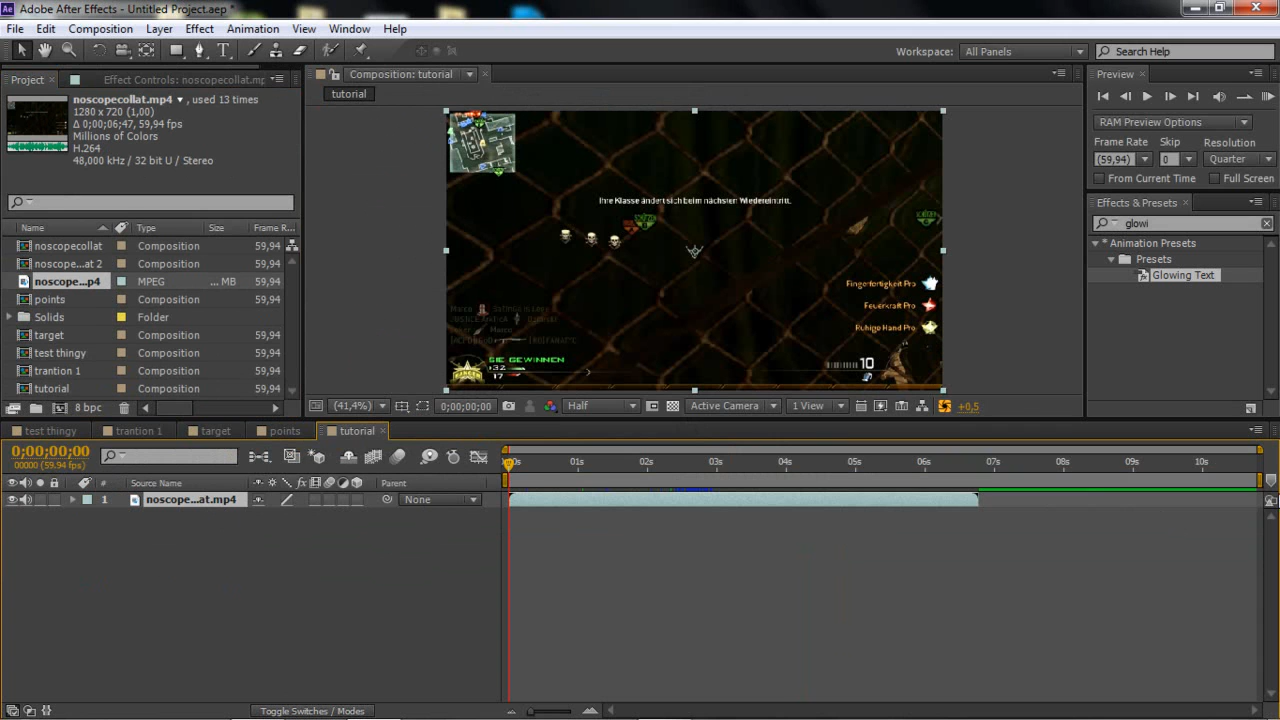 Adobe After Effects - Untitled Project.aep *
File Edit Composition Layer Effect Animation View Window Help
Workspace: All Panels Search Help
Project Effect Controls: noscopecollat.mp
noscopecollat.mp4 , used 13 times
1280 x 720 (1,00)
Δ 0;00;06;47, 59,94 fps
Millions of Colors
H.264
48,000 kHz / 32 bit U / Stereo
Name Type Size Frame R...
noscopecollat Composition 59,94
noscope...at 2 Composition 59,94
noscope...p4 MPEG ... MB 59,94
points Composition 59,94
Solids Folder
target Composition 59,94
test thingy Composition 59,94
trantion 1 Composition 59,94
tutorial Composition 59,94
8 bpc
Composition: tutorial
tutorial
Ihre Klasse ändert sich beim nächsten Wiedereintritt.
Fingerfertigkeit Pro
Feuerkraft Pro
Ruhige Hand Pro
SIE GEWINNEN
32
17
10
(41,4%) 0;00;00;00 Half Active Camera 1 View +0,5
Preview
RAM Preview Options
Frame Rate Skip Resolution
(59,94) 0 Quarter
From Current Time Full Screen
Effects & Presets
glowi
* Animation Presets
Presets
Glowing Text
test thingy trantion 1 target points tutorial
0;00;00;00
00000 (59.94 fps)
# Source Name Parent
1 noscope...at.mp4 None
:00s 01s 02s 03s 04s 05s 06s 07s 08s 09s 10s
Toggle Switches / Modes